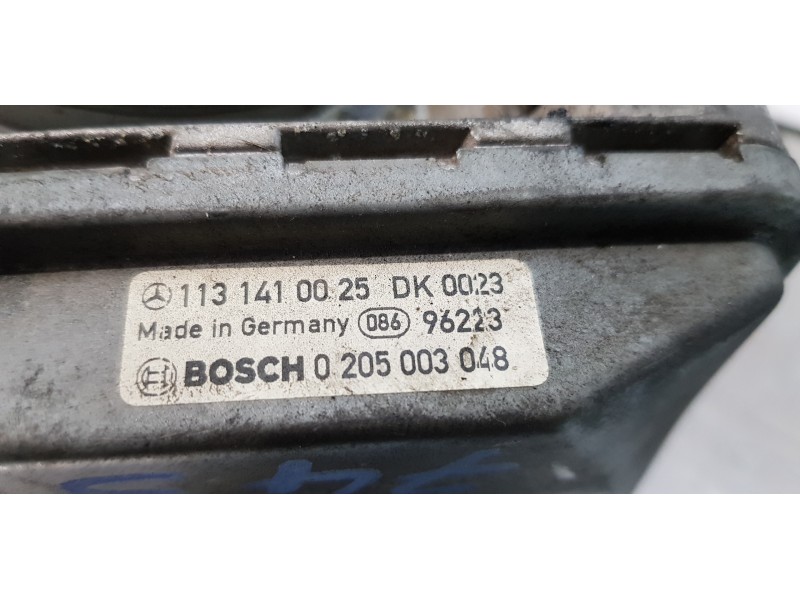 113 141 00 25 DK 0023
Made in Germany 086 96223
BOSCH 0 205 003 048